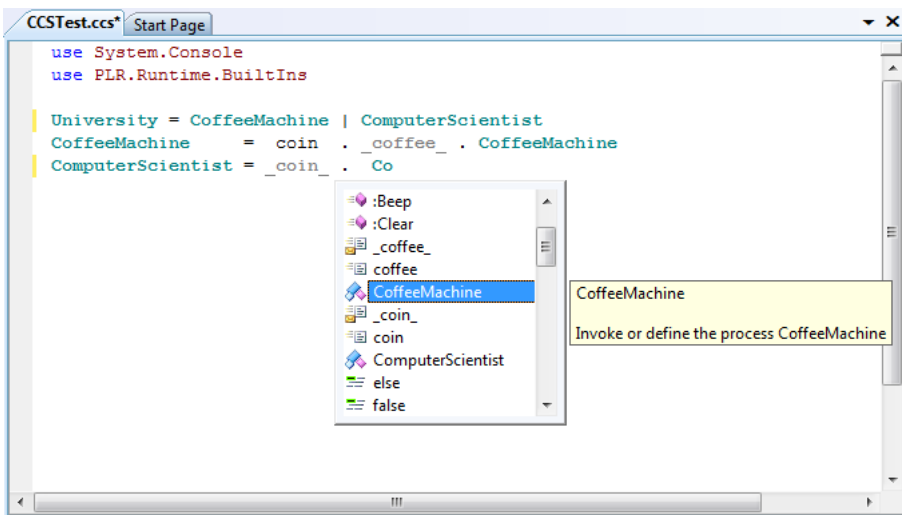 CCSTest.ccs* Start Page
use System.Console
use PLR.Runtime.BuiltIns
University = CoffeeMachine | ComputerScientist
CoffeeMachine = coin . _coffee_ . CoffeeMachine
ComputerScientist = _coin_ . Co
:Beep
:Clear
_coffee_
coffee
CoffeeMachine
_coin_
coin
ComputerScientist
else
false
CoffeeMachine
Invoke or define the process CoffeeMachine